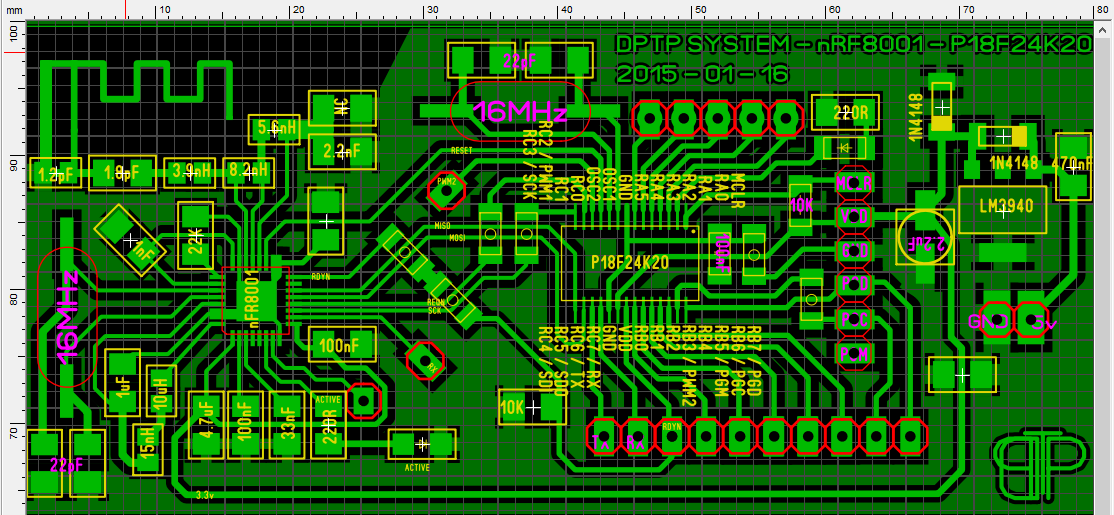 mm
10 20 30 40 50 60 70 80
100
90
80
70
DPTP SYSTEM - nRF8001 - P18F24K20
2015 - 01 - 16
22pF
16MHz
NC
5.6nH
2.2nF
1.2pF
1.8pF
3.9nH
8.2nH
RESET
PWM2
RC2 / PWM1
RC3 / SCK
RC1
RC0
OSC2
OSC1
GND
RA5
RA4
RA3
RA2
RA1
RA0
MCLR
220R
1N4148
1N4148
470nF
MCLR
VDD
GND
PGD
PGC
PGM
10K
LM3940
2.2uF
1nF
22K
MISO
MOSI
RDYN
REQN
SCK
P18F24K20
100nF
16MHz
nFR8001
100nF
RX
GND
5v
RC4 / SDI
RC5 / SDO
RC6 / TX
RC7 / RX
GND
VDD
RB0
RB1
RB2
RB3 / PWM2
RB4
RB5 / PGM
RB6 / PGC
RB7 / PGD
1uF
10uH
15nH
4.7uF
100nF
33nF
220R
ACTIVE
ACTIVE
10K
TX
RX
RDYN
22pF
3.3v